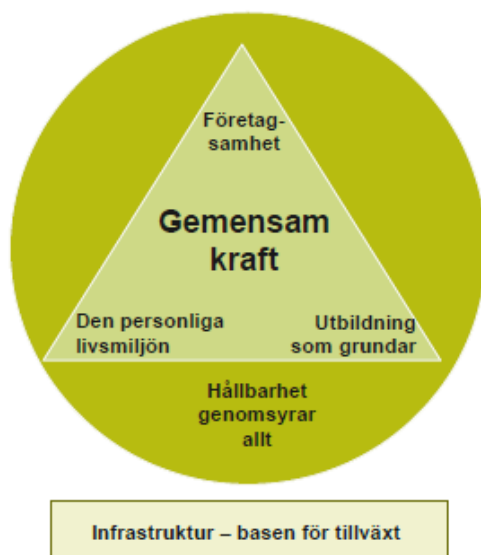 Företag-
samhet
Gemensam
kraft
Den personliga
livsmiljön
Utbildning
som grundar
Hållbarhet
genomsyrar
allt
Infrastruktur – basen för tillväxt